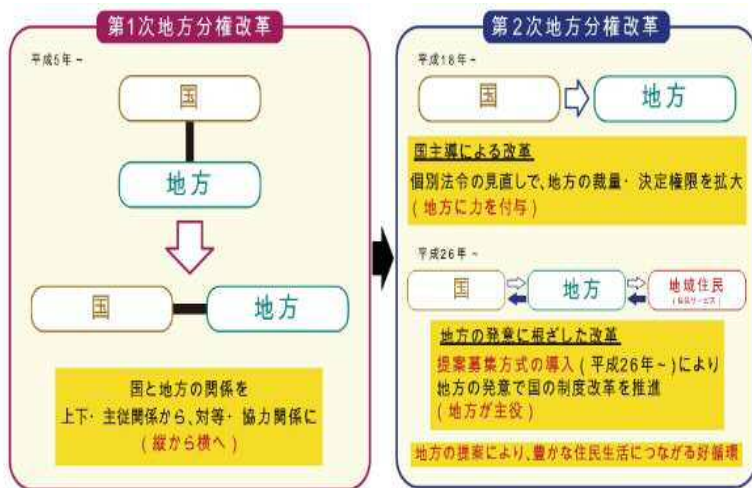 第1次地方分権改革
平成5年~
国
地方
国
地方
国と地方の関係を
上下・主従関係から、対等・協力関係に
(縦から横へ)
第2次地方分権改革
平成18年~
国
地方
国主導による改革
個別法令の見直しで、地方の裁量・決定権限を拡大
(地方に力を付与)
平成26年~
国
地方
地域住民
地方の発意に根ざした改革
提案募集方式の導入(平成26年~)により
地方の発意で国の制度改革を推進
(地方が主役)
地方の提案により、豊かな住民生活につながる好循環